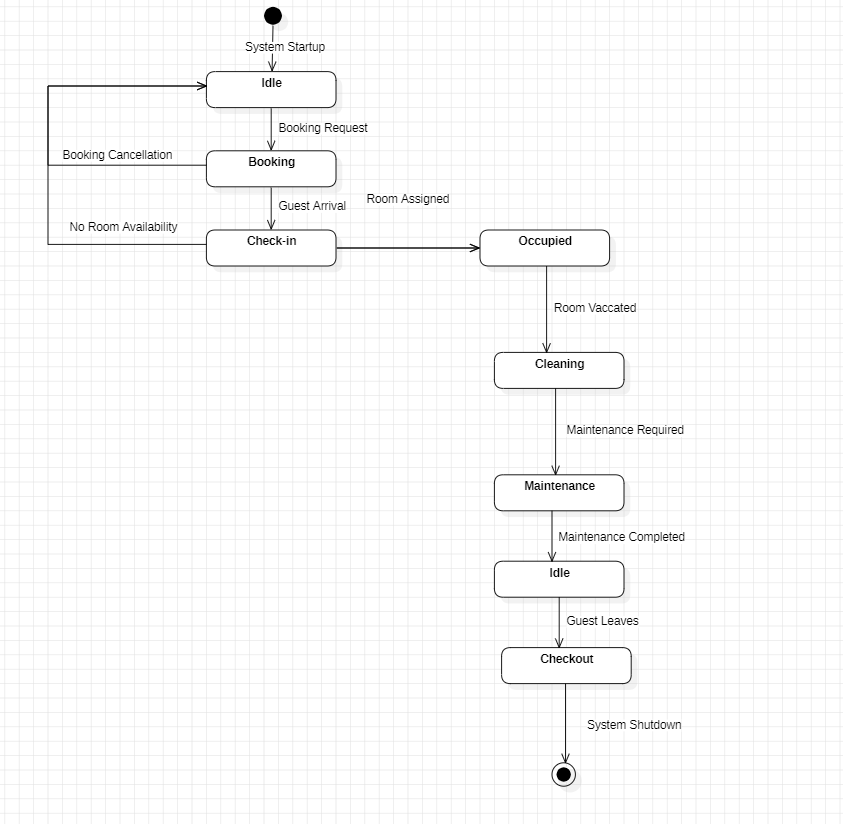 System Startup
Idle
Booking Request
Booking Cancellation
Booking
Guest Arrival
Room Assigned
No Room Availability
Check-in
Occupied
Room Vaccated
Cleaning
Maintenance Required
Maintenance
Maintenance Completed
Idle
Guest Leaves
Checkout
System Shutdown